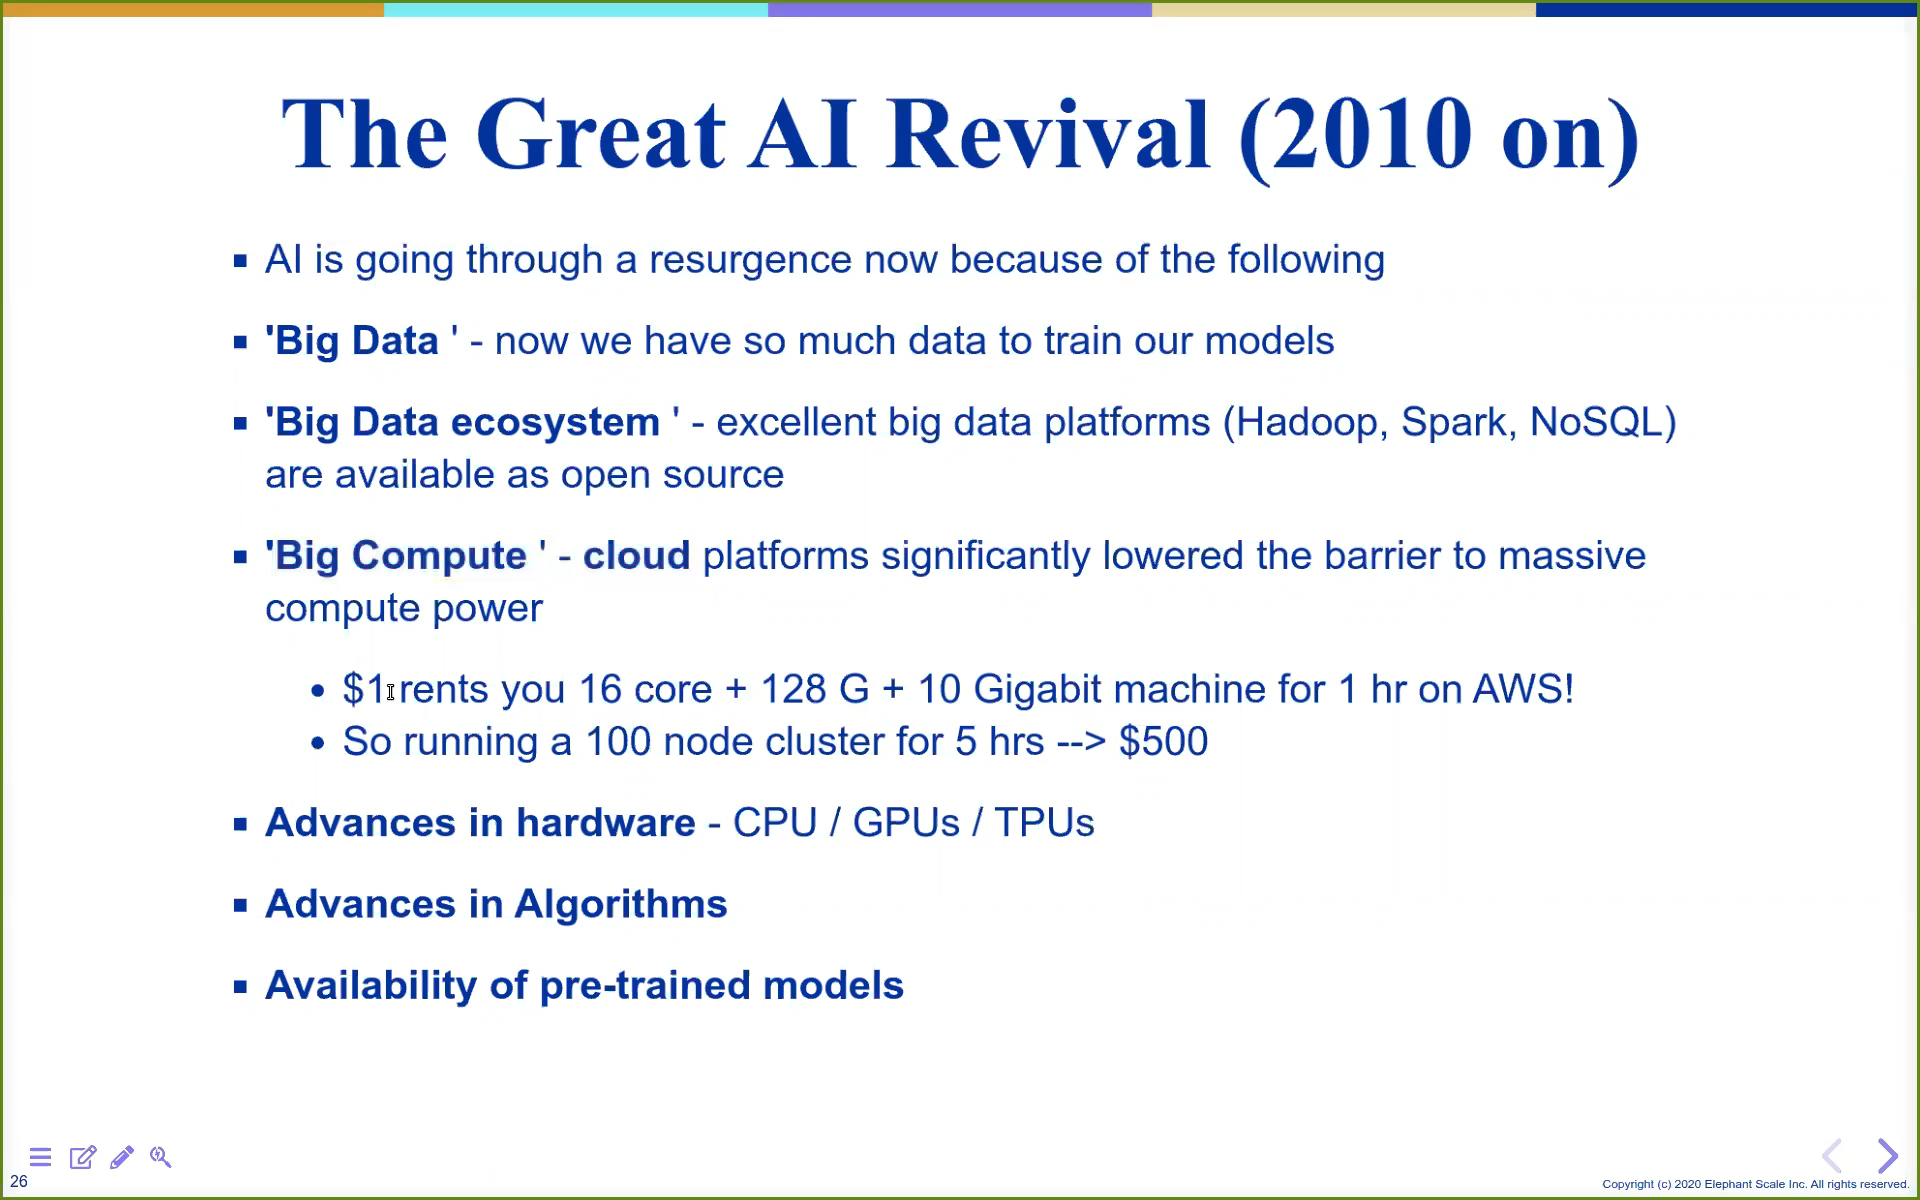 The Great AI Revival (2010 on)
AI is going through a resurgence now because of the following
'Big Data ' - now we have so much data to train our models
'Big Data ecosystem ' - excellent big data platforms (Hadoop, Spark, NoSQL)
are available as open source
'Big Compute ' - cloud platforms significantly lowered the barrier to massive
compute power
$1 rents you 16 core + 128 G + 10 Gigabit machine for 1 hr on AWS!
So running a 100 node cluster for 5 hrs --> $500
Advances in hardware - CPU / GPUs / TPUs
Advances in Algorithms
Availability of pre-trained models
26
Copyright (c) 2020 Elephant Scale Inc. All rights reserved.